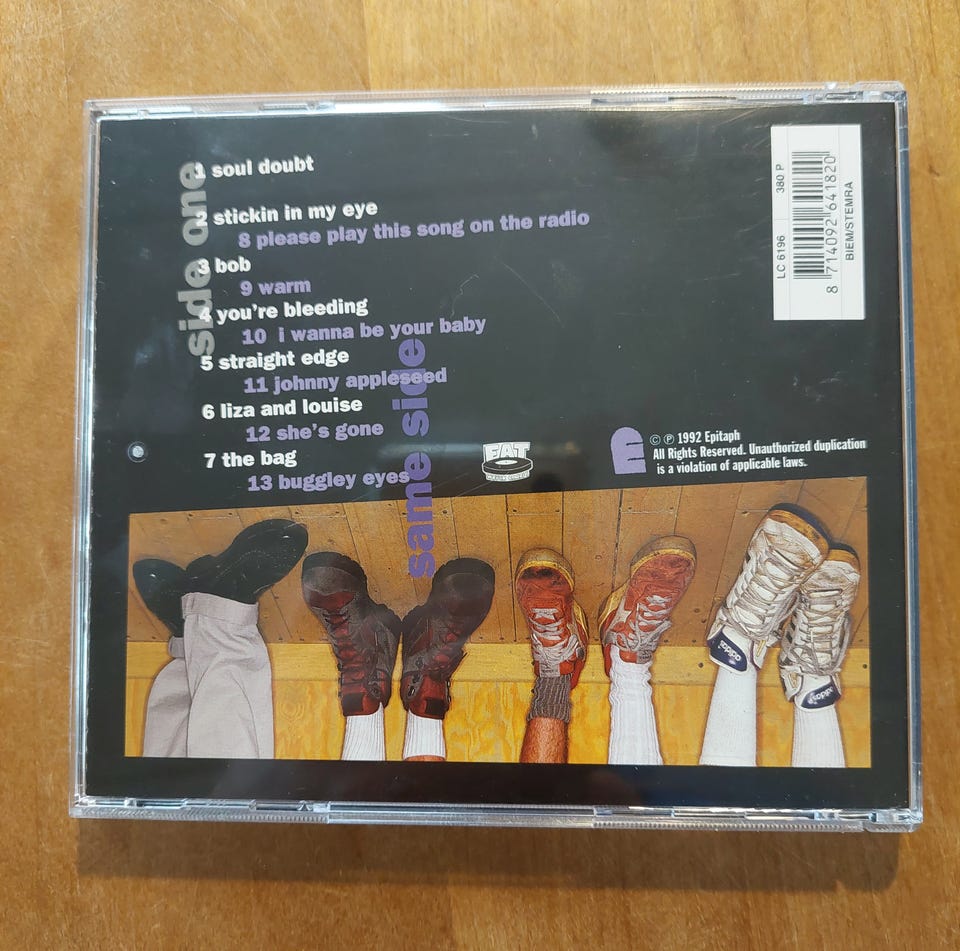 side one
1 soul doubt
2 stickin in my eye
8 please play this song on the radio
3 bob
9 warm
4 you're bleeding
10 i wanna be your baby
5 straight edge
11 johnny appleseed
6 liza and louise
12 she's gone
7 the bag
13 buggley eyes
same side
LC 6196 380 P
8 714092 641820
BIEM/STEMRA
FAT
E
© ℗ 1992 Epitaph
All Rights Reserved. Unauthorized duplication
is a violation of applicable laws.
adidas
adidas